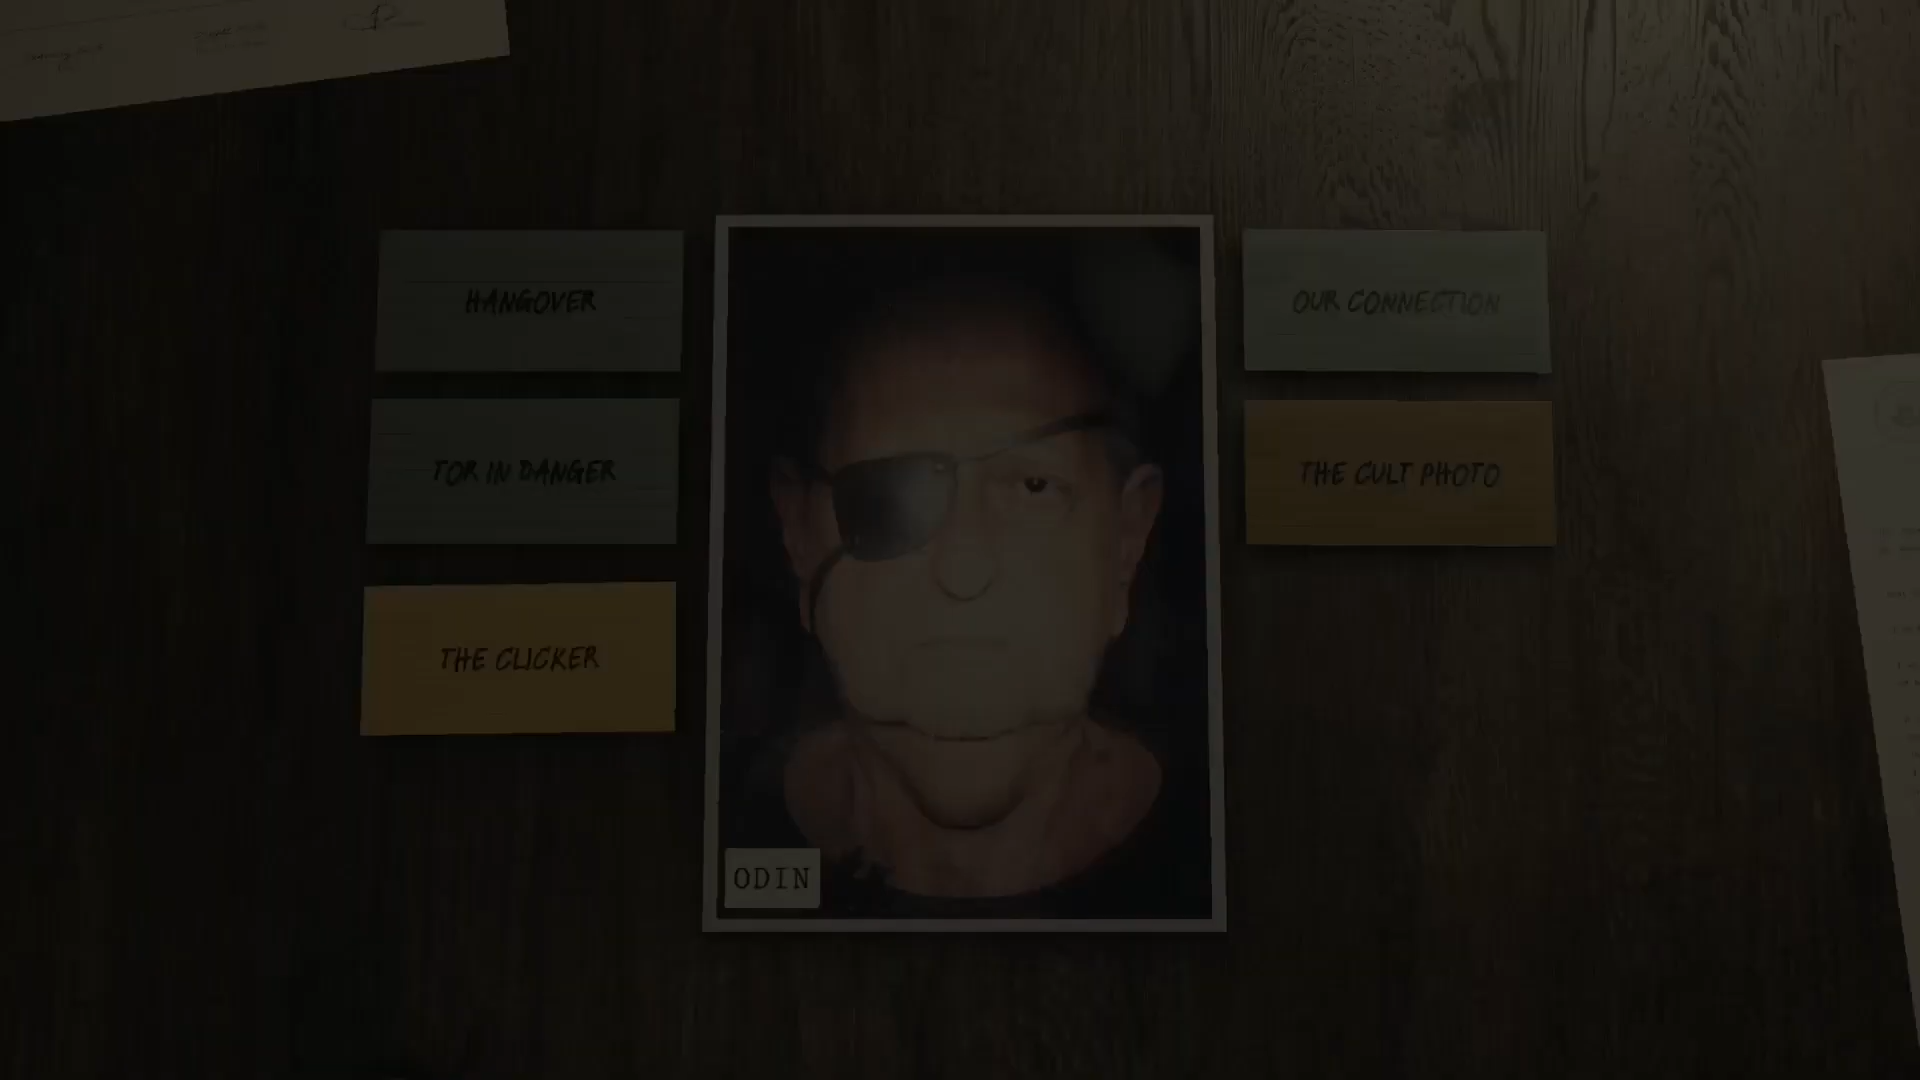 HANGOVER
TOR IN DANGER
THE CLICKER
ODIN
OUR CONNECTION
THE CULT PHOTO